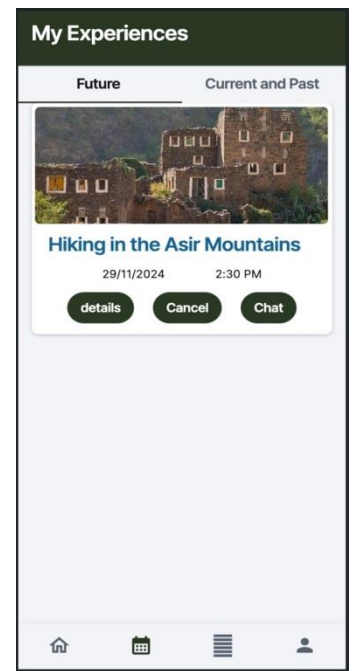 My Experiences
Future Current and Past
Hiking in the Asir Mountains
29/11/2024 2:30 PM
details Cancel Chat